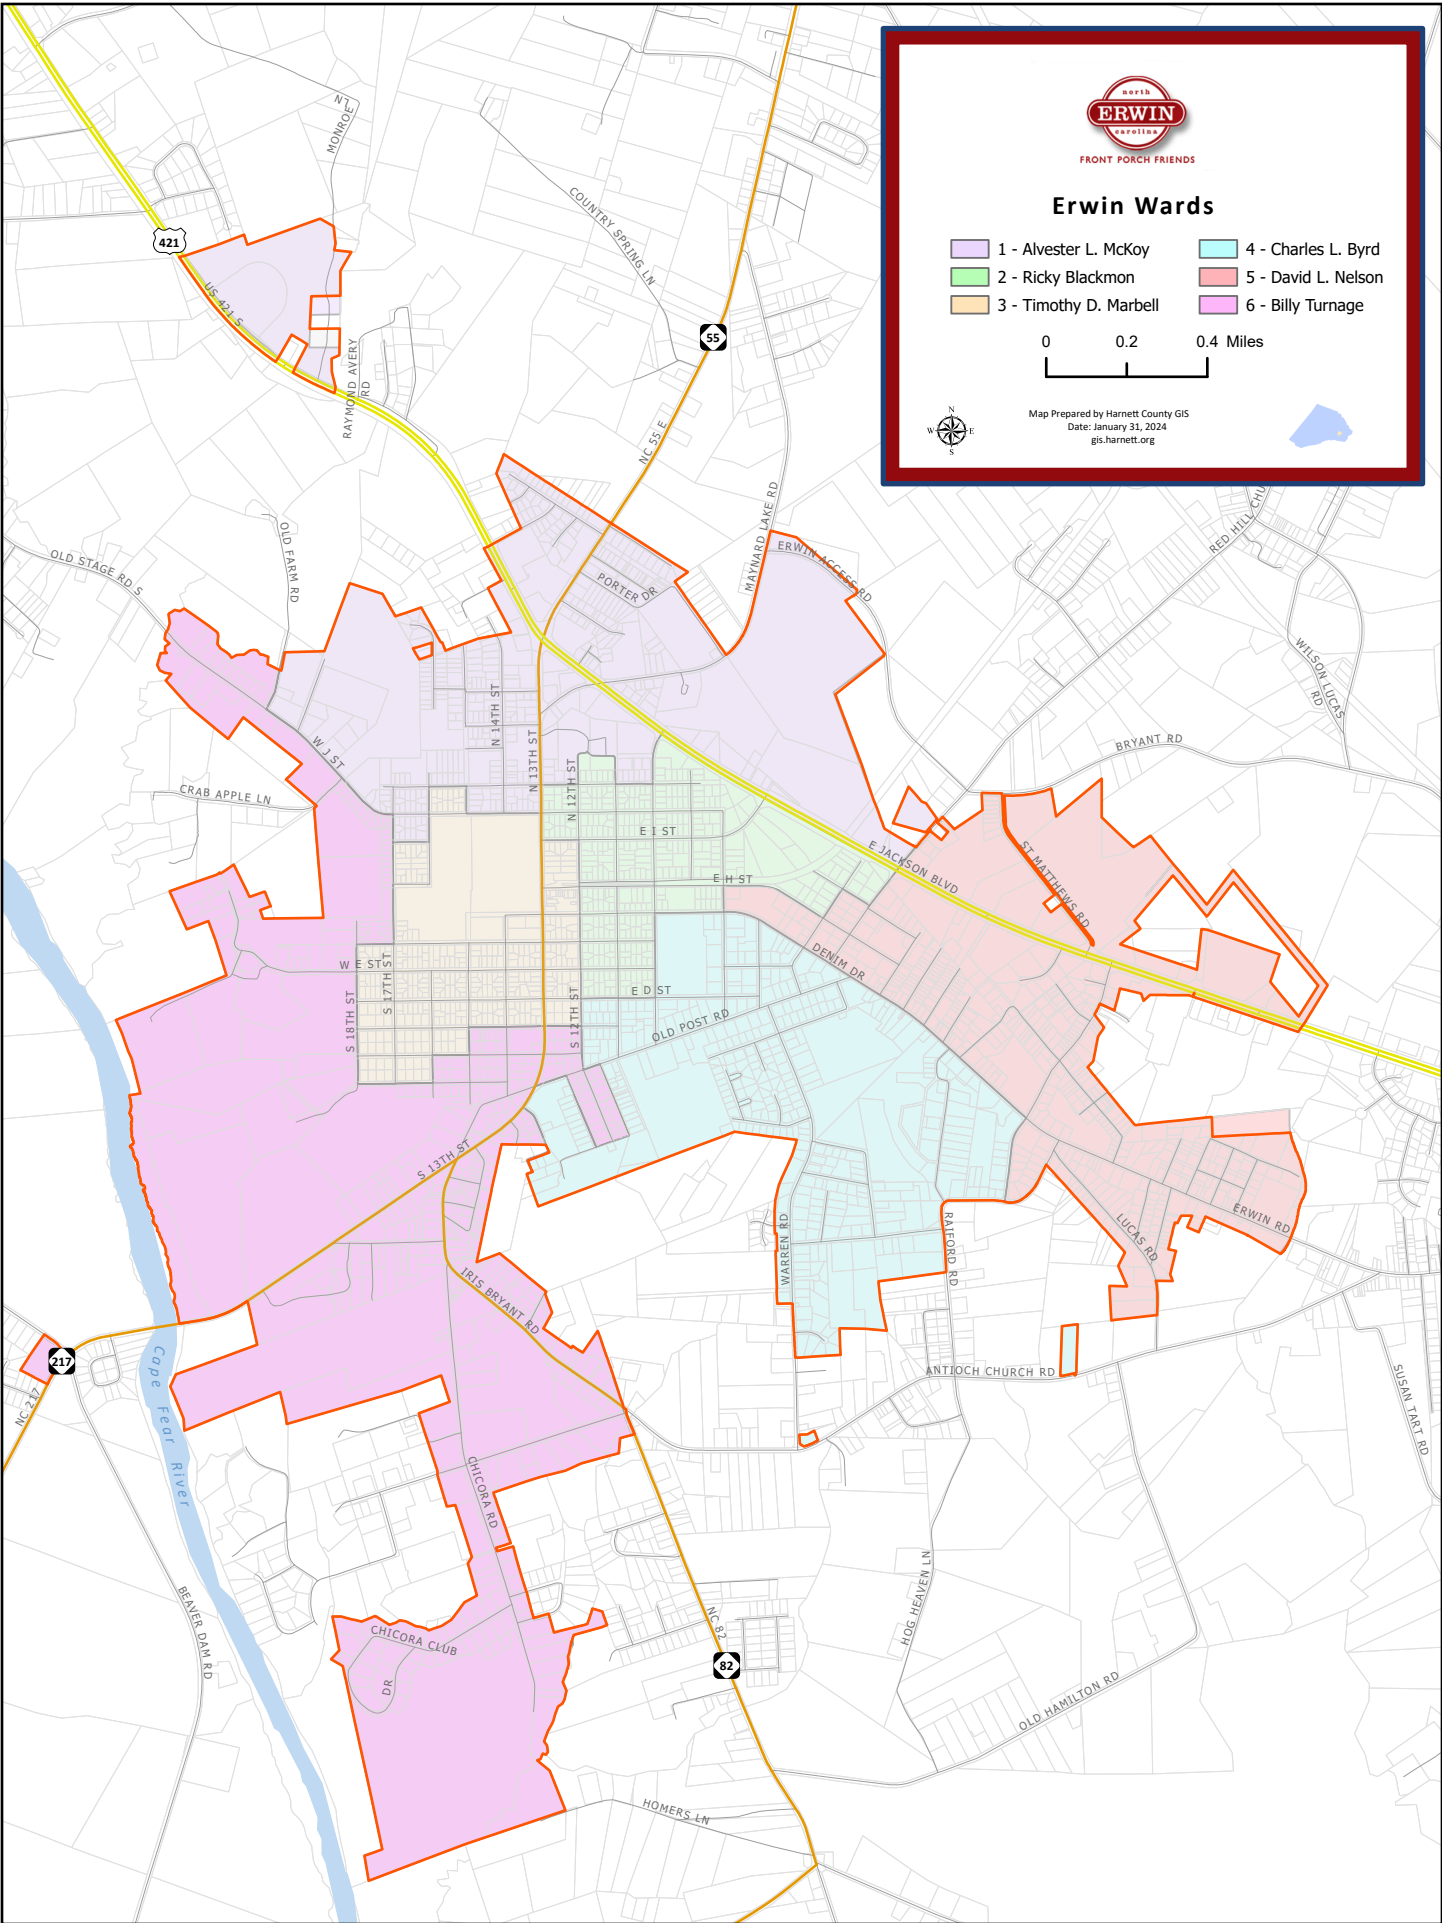 north
ERWIN
carolina
FRONT PORCH FRIENDS
Erwin Wards
1 - Alvester L. McKoy
2 - Ricky Blackmon
3 - Timothy D. Marbell
4 - Charles L. Byrd
5 - David L. Nelson
6 - Billy Turnage
0 0.2 0.4 Miles
N
W E
S
Map Prepared by Harnett County GIS
Date: January 31, 2024
gis.harnett.org
N
MONROE
LN
421
US 421 S
COUNTRY SPRING LN
55
RAYMOND AVERY
RD
NC 55 E
MAYNARD LAKE RD
RED HILL CHU
OLD STAGE RD S
OLD FARM RD
ERWIN ACCESS RD
PORTER DR
WILSON LUCAS
RD
N 14TH ST
W J ST
N 13TH ST
BRYANT RD
N 12TH ST
CRAB APPLE LN
E I ST
E JACKSON BLVD
ST MATTHEWS RD
E H ST
DENIM DR
W E ST
S 17TH ST
E D ST
S 18TH ST
S 12TH ST
OLD POST RD
S 13TH ST
LUCAS RD
ERWIN RD
WARREN RD
RAIFORD RD
IRIS BRYANT RD
217
NC 217
Cape Fear River
ANTIOCH CHURCH RD
SUSAN TART RD
CHICORA RD
HOG HEAVEN LN
BEAVER DAM RD
NC 82
CHICORA CLUB
DR
82
OLD HAMILTON RD
HOMERS LN